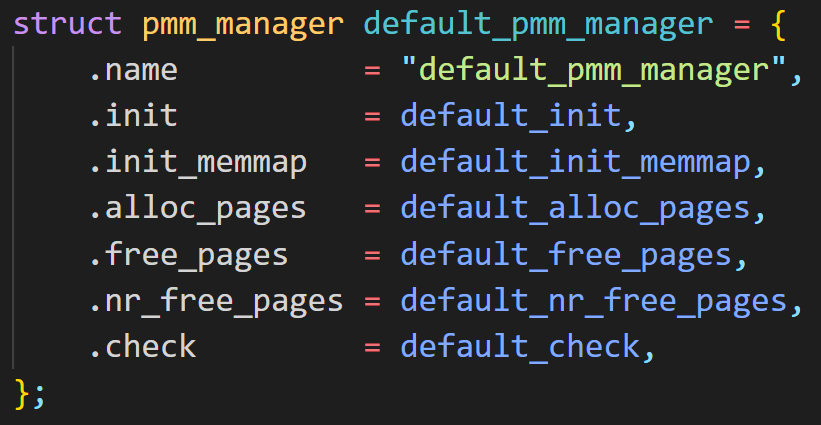 struct pmm_manager default_pmm_manager = {
    .name          = "default_pmm_manager",
    .init          = default_init,
    .init_memmap   = default_init_memmap,
    .alloc_pages   = default_alloc_pages,
    .free_pages    = default_free_pages,
    .nr_free_pages = default_nr_free_pages,
    .check         = default_check,
};